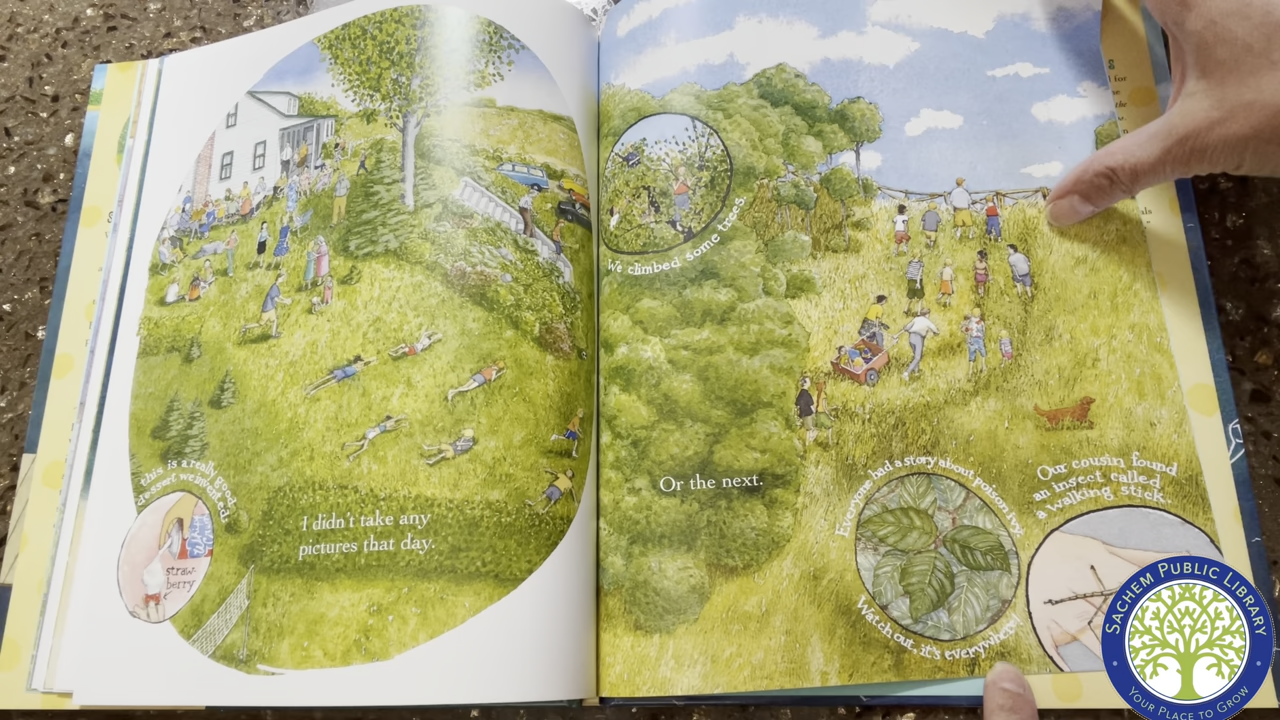 this is a really good
dessert we invented.
straw-
berry
I didn't take any
pictures that day.
We climbed some trees.
Or the next.
Everyone had a story about poison ivy.
Watch out, it's everywhere!
Our cousin found
an insect called
a walking stick.
SACHEM PUBLIC LIBRARY
YOUR PLACE TO GROW